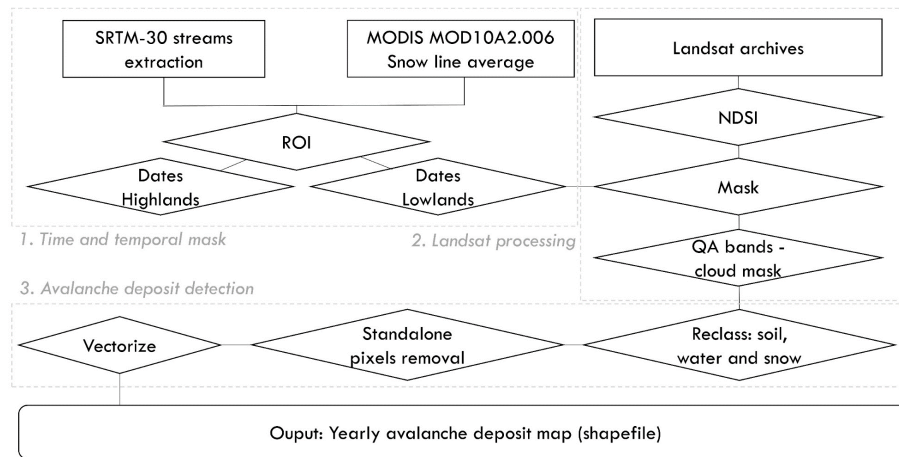 SRTM-30 streams
extraction
MODIS MOD10A2.006
Snow line average
Landsat archives
ROI
NDSI
Dates
Highlands
Dates
Lowlands
Mask
1. Time and temporal mask
2. Landsat processing
QA bands -
cloud mask
3. Avalanche deposit detection
Vectorize
Standalone
pixels removal
Reclass: soil,
water and snow
Ouput: Yearly avalanche deposit map (shapefile)